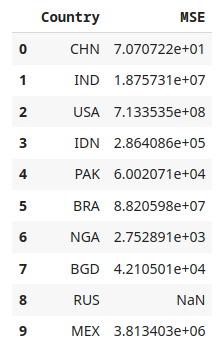 Country MSE
0 CHN 7.070722e+01
1 IND 1.875731e+07
2 USA 7.133535e+08
3 IDN 2.864086e+05
4 PAK 6.002071e+04
5 BRA 8.820598e+07
6 NGA 2.752891e+03
7 BGD 4.210501e+04
8 RUS NaN
9 MEX 3.813403e+06